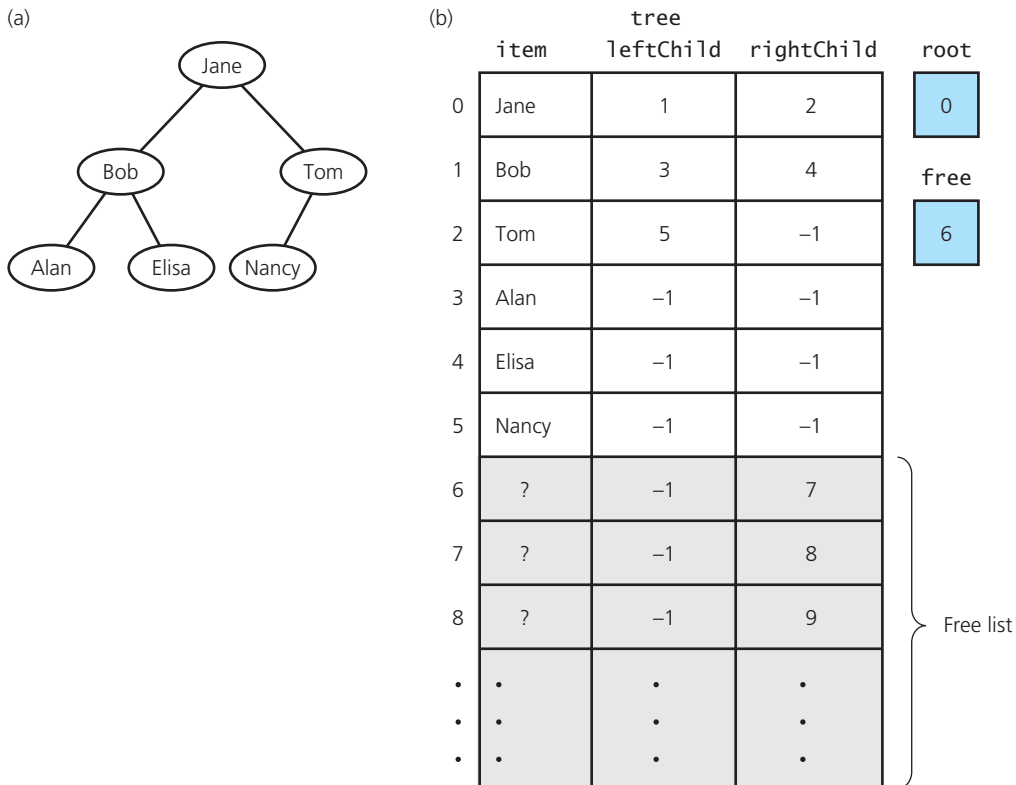 (a)
Jane
Bob Tom
Alan Elisa Nancy
(b)
tree
item leftChild rightChild root
0 Jane 1 2 0
1 Bob 3 4
free
2 Tom 5 –1 6
3 Alan –1 –1
4 Elisa –1 –1
5 Nancy –1 –1
6 ? –1 7
7 ? –1 8
8 ? –1 9
Free list